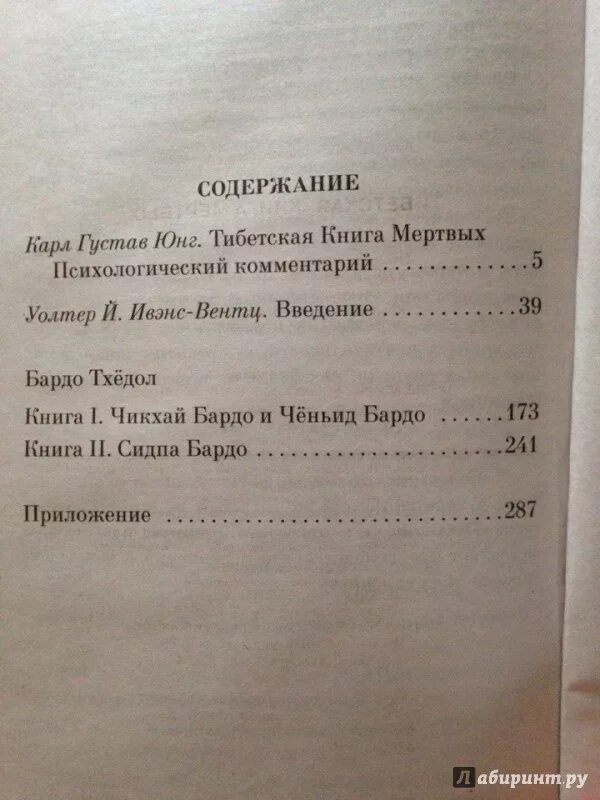 СОДЕРЖАНИЕ
Карл Густав Юнг. Тибетская Книга Мертвых
Психологический комментарий ............ 5
Уолтер Й. Ивэнс-Вентц. Введение ............ 39
Бардо Тхёдол
Книга I. Чикхай Бардо и Чёньид Бардо ...... 173
Книга II. Сидпа Бардо ........................ 241
Приложение ................................ 287
Лабиринт.ру